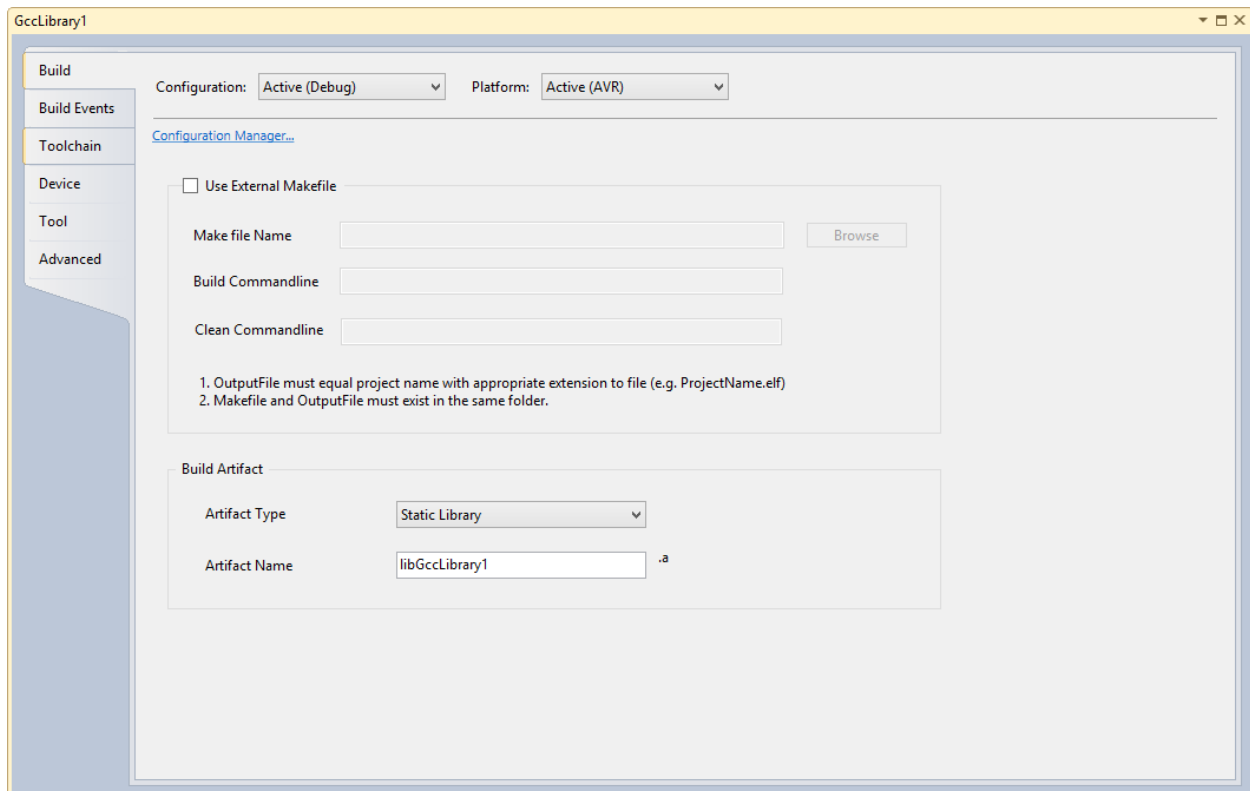 GccLibrary1
Build
Build Events
Toolchain
Device
Tool
Advanced
Configuration: Active (Debug) Platform: Active (AVR)
Configuration Manager...
Use External Makefile
Make file Name Browse
Build Commandline
Clean Commandline
1. OutputFile must equal project name with appropriate extension to file (e.g. ProjectName.elf)
2. Makefile and OutputFile must exist in the same folder.
Build Artifact
Artifact Type Static Library
Artifact Name libGccLibrary1 .a